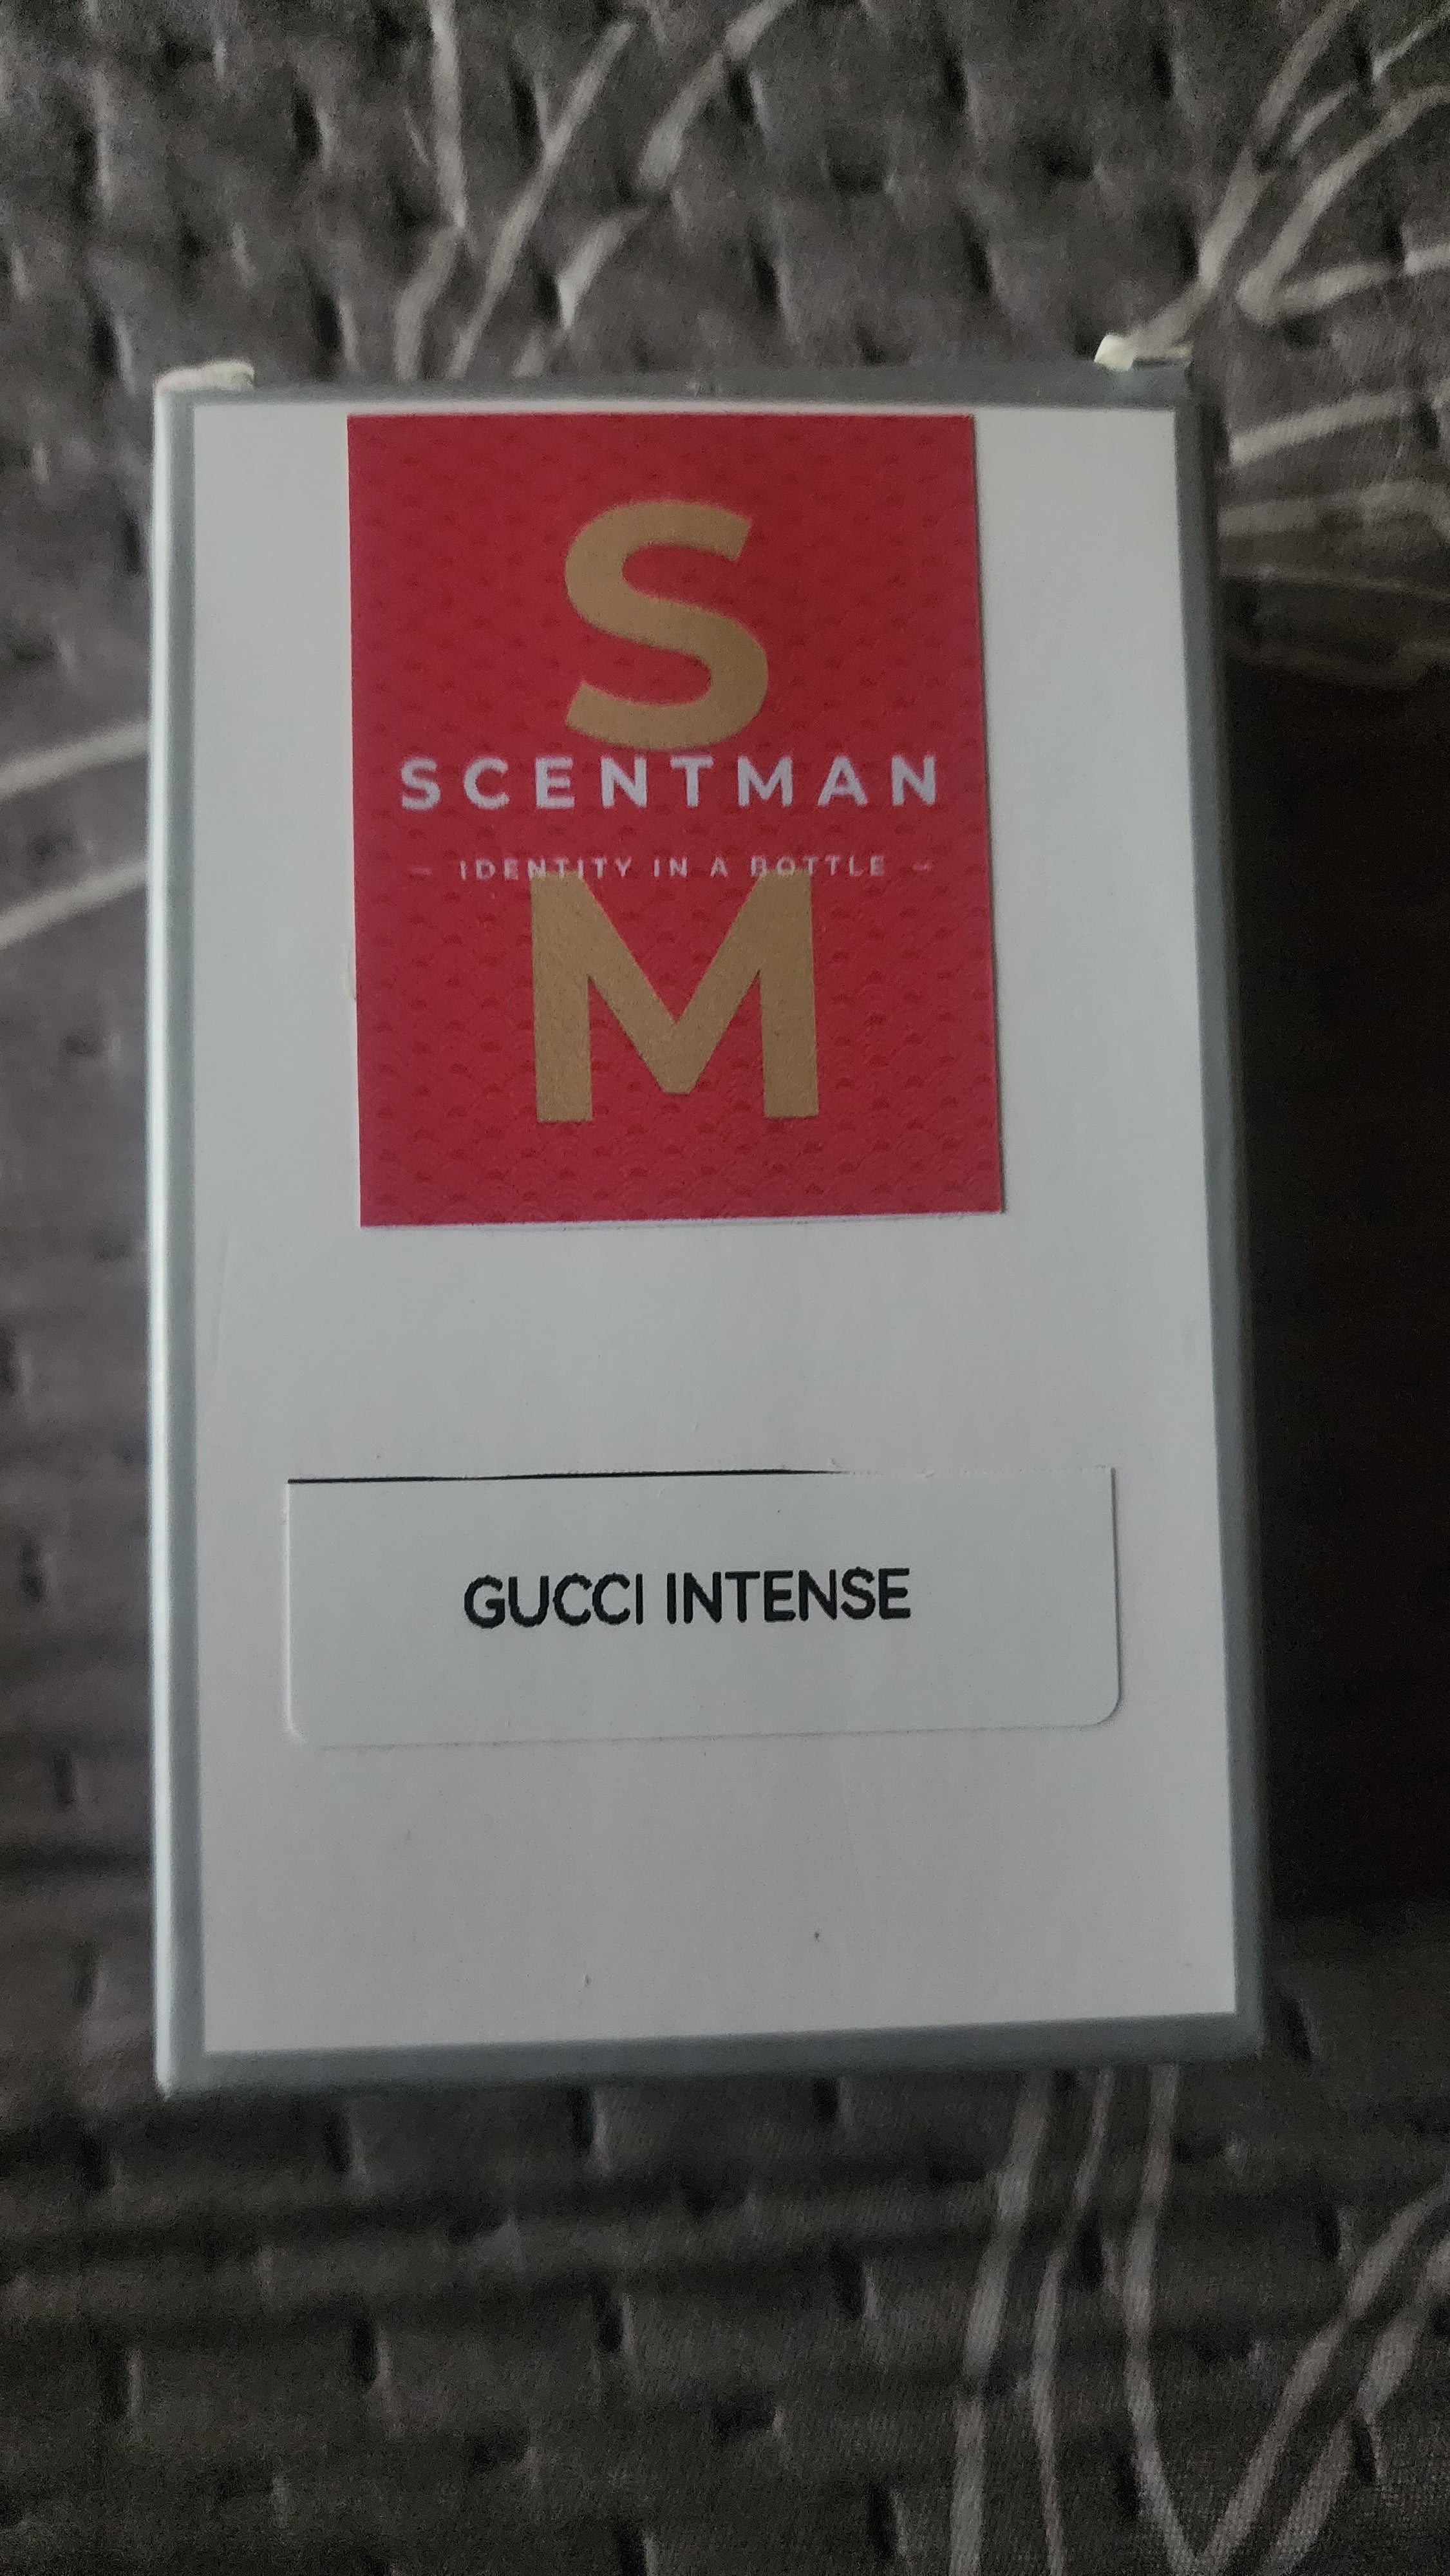 S
SCENTMAN
– IDENTITY IN A BOTTLE –
M
GUCCI INTENSE